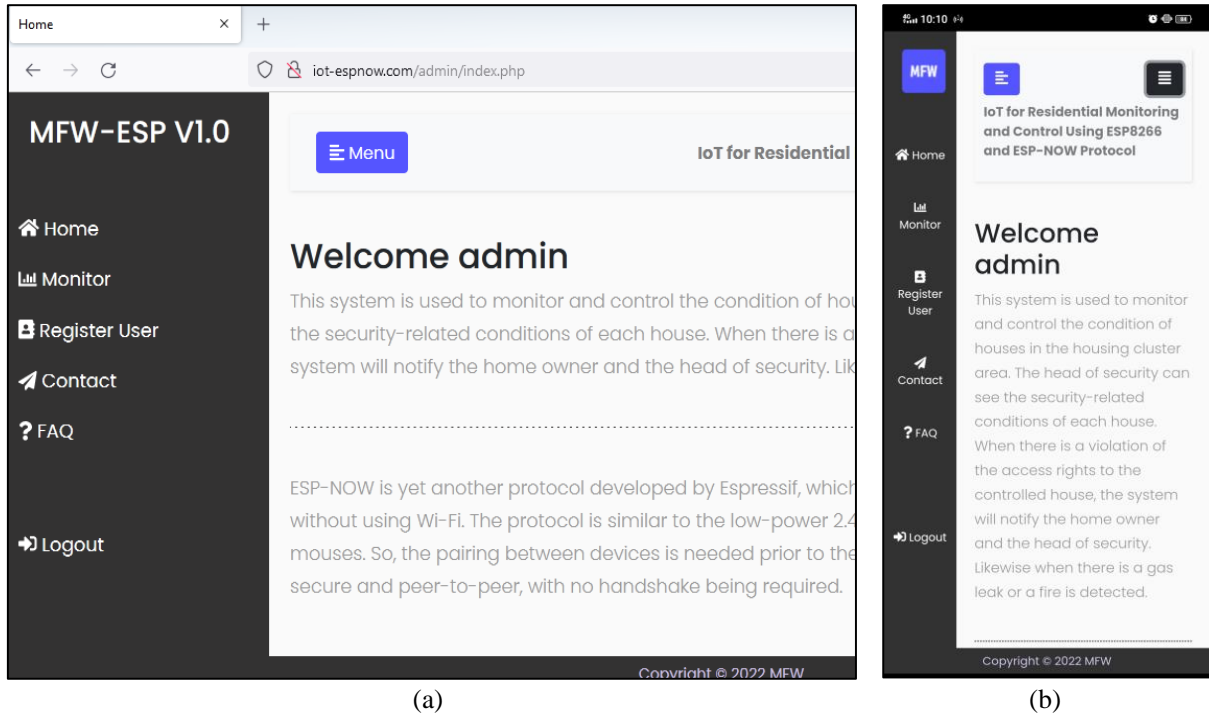 Home
iot-espnow.com/admin/index.php
MFW-ESP V1.0
Home
Monitor
Register User
Contact
FAQ
Logout
Menu
IoT for Residential
Welcome admin
This system is used to monitor and control the condition of hou
the security-related conditions of each house. When there is a
system will notify the home owner and the head of security. Lik
ESP-NOW is yet another protocol developed by Espressif, which
without using Wi-Fi. The protocol is similar to the low-power 2.4
mouses. So, the pairing between devices is needed prior to the
secure and peer-to-peer, with no handshake being required.
Copyright © 2022 MFW
(a)
10:10
MFW
Home
Monitor
Register
User
Contact
FAQ
Logout
IoT for Residential Monitoring
and Control Using ESP8266
and ESP-NOW Protocol
Welcome
admin
This system is used to monitor
and control the condition of
houses in the housing cluster
area. The head of security can
see the security-related
conditions of each house.
When there is a violation of
the access rights to the
controlled house, the system
will notify the home owner
and the head of security.
Likewise when there is a gas
leak or a fire is detected.
Copyright © 2022 MFW
(b)